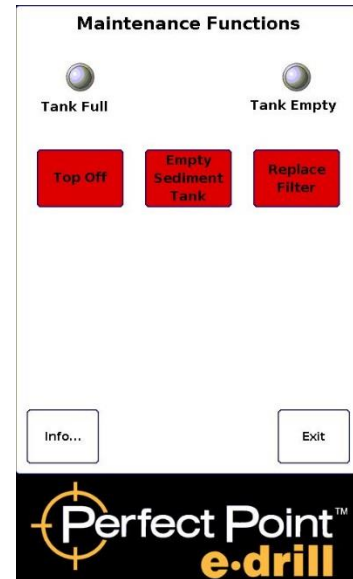 Maintenance Functions
Tank Full
Tank Empty
Top Off
Empty
Sediment
Tank
Replace
Filter
Info...
Exit
Perfect Point™
e·drill